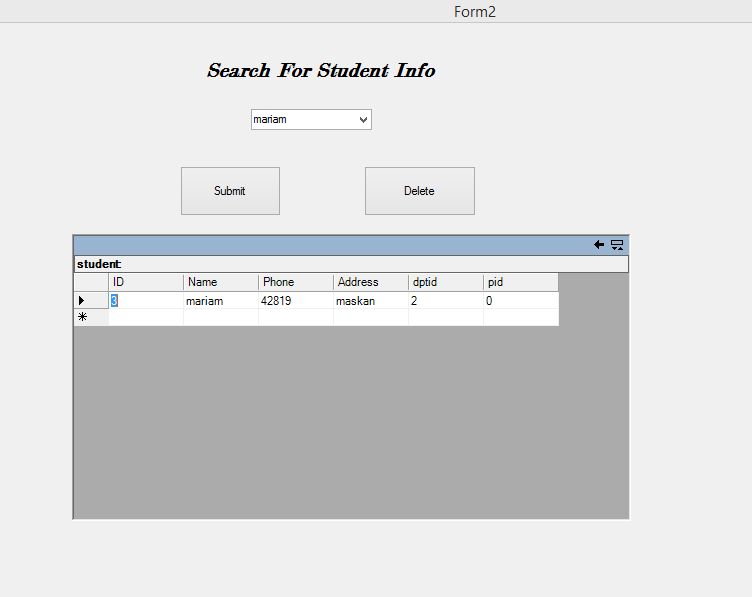 Form2
Search For Student Info
mariam
Submit Delete
student:
ID Name Phone Address dptid pid
3 mariam 42819 maskan 2 0